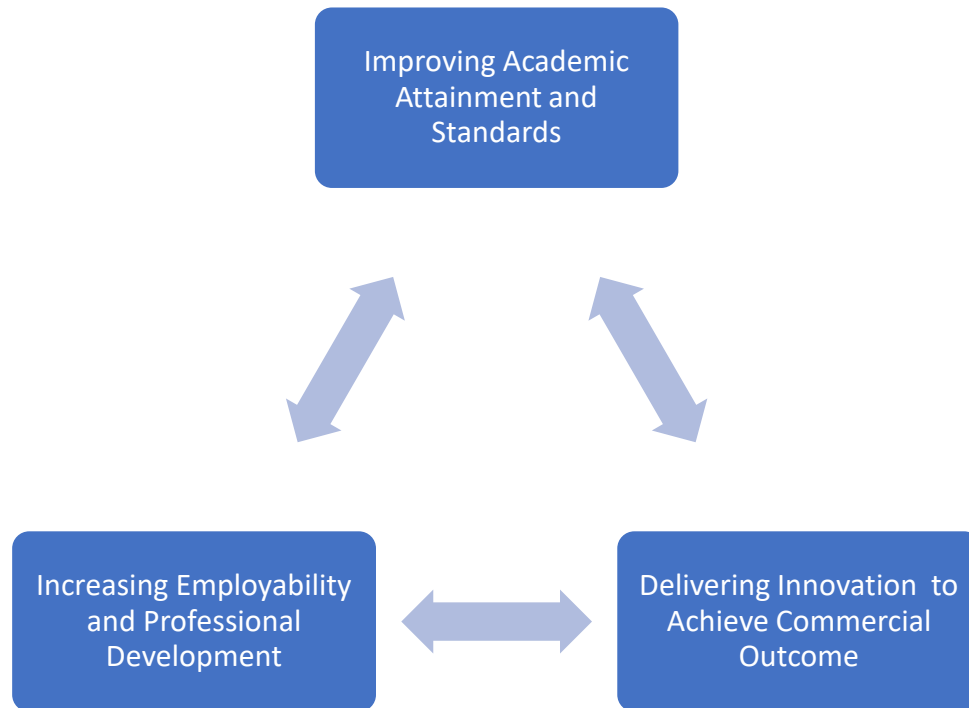 Improving Academic
Attainment and
Standards
Increasing Employability
and Professional
Development
Delivering Innovation  to
Achieve Commercial
Outcome